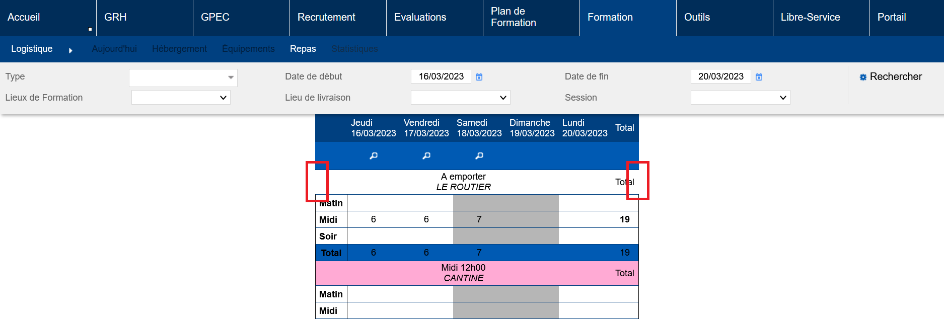 Accueil GRH GPEC Recrutement Evaluations Plan de Formation Formation Outils Libre-Service Portail
Logistique Aujourd'hui Hébergement Équipements Repas Statistiques
Type Date de début 16/03/2023 Date de fin 20/03/2023 Rechercher
Lieux de Formation Lieu de livraison Session
Jeudi 16/03/2023 Vendredi 17/03/2023 Samedi 18/03/2023 Dimanche 19/03/2023 Lundi 20/03/2023 Total
A emporter
LE ROUTIER Total
Matin
Midi 6 6 7 19
Soir
Total 6 6 7 19
Midi 12h00
CANTINE Total
Matin
Midi